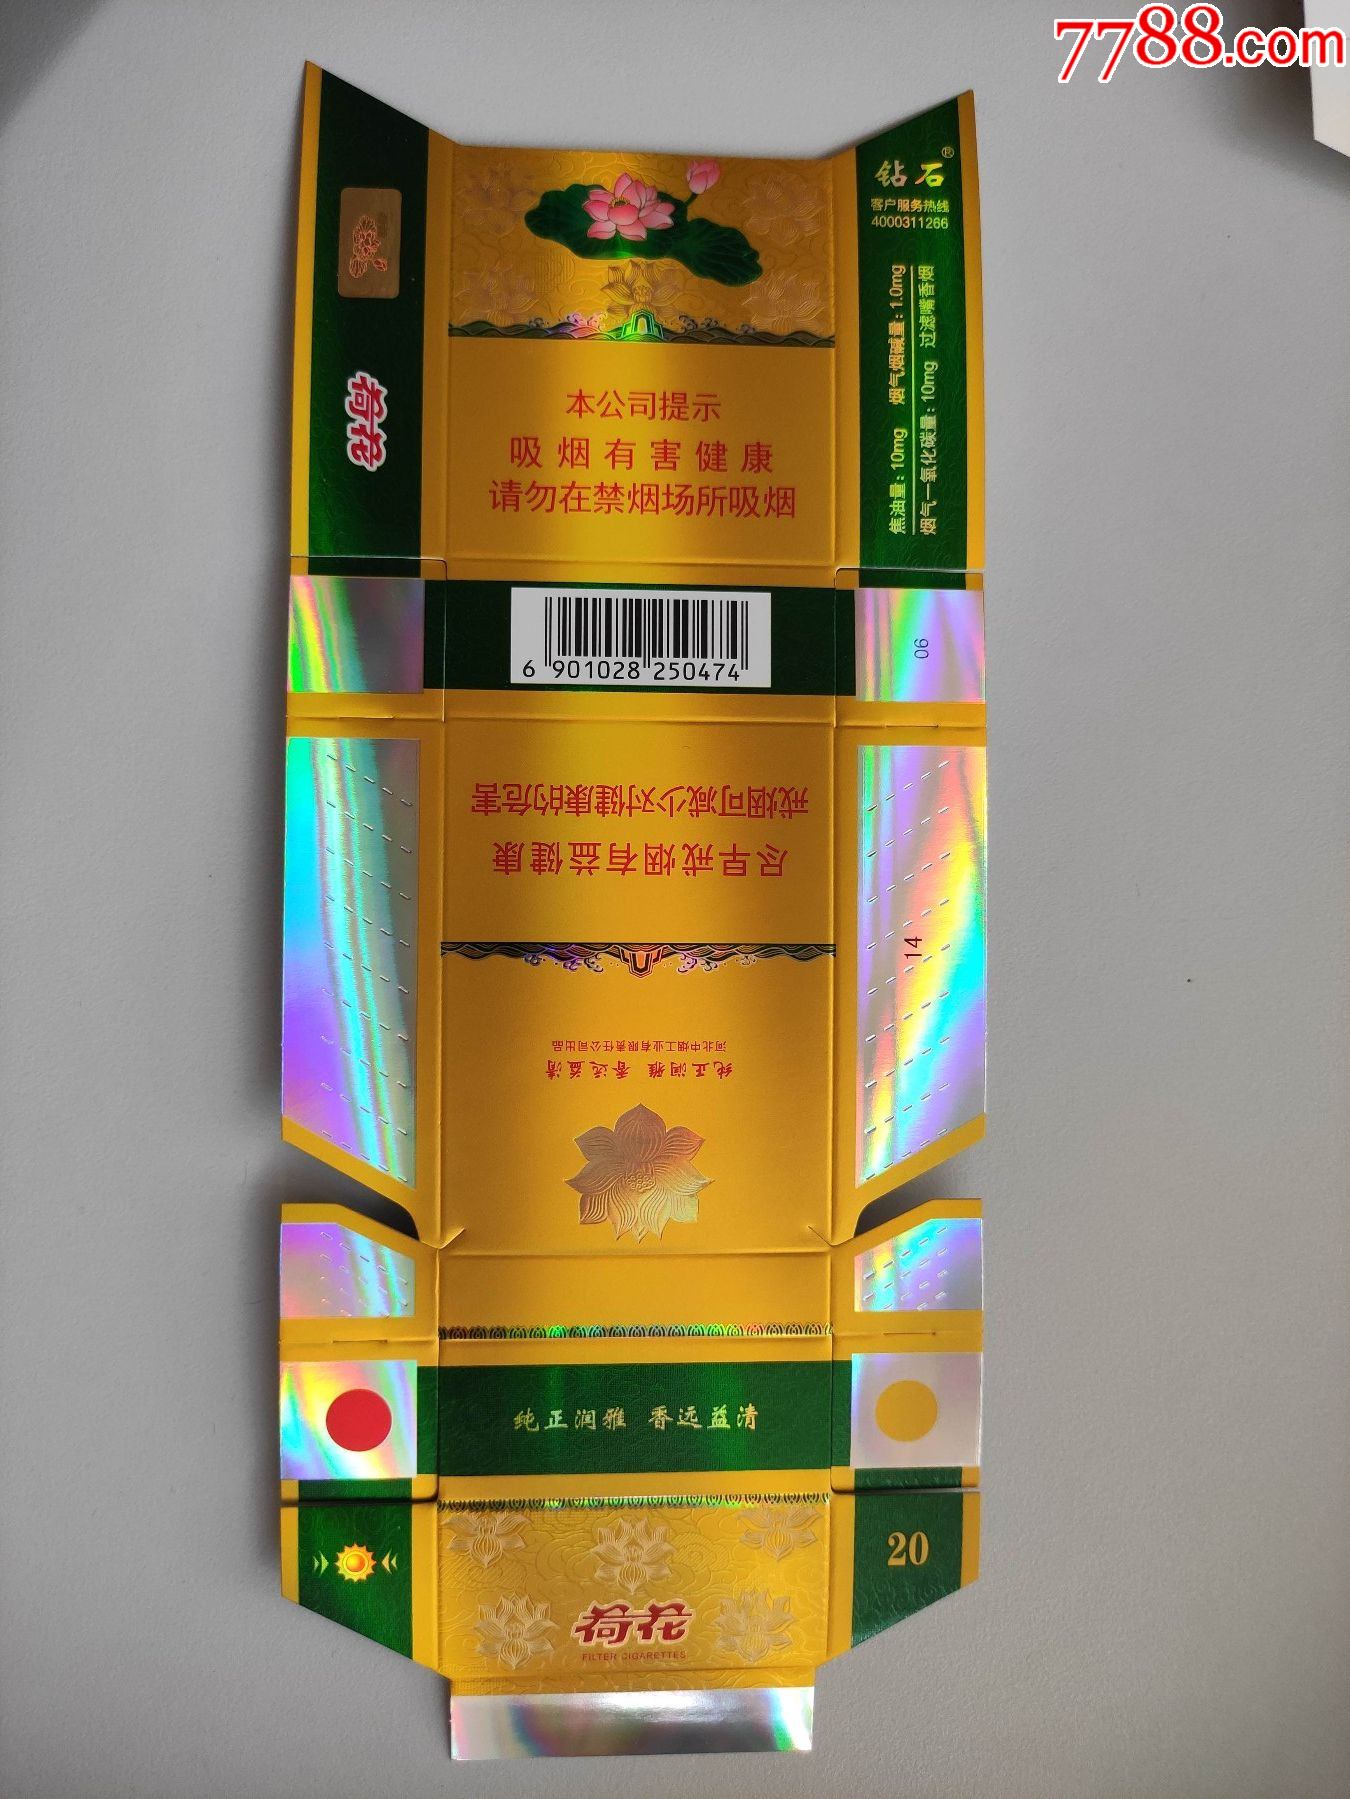 7788.com
钻石®
客户服务热线
4000311266
焦油量：10mg 烟气烟碱量：1.0mg
烟气一氧化碳量：10mg 过滤嘴香烟
荷花
本公司提示
吸烟有害健康
请勿在禁烟场所吸烟
6 901028 250474
06
尽早戒烟有益健康
戒烟可减少对健康的危害
14
纯正润雅 香远益清
河北中烟工业有限责任公司出品
纯正润雅 香远益清
20
荷花
FILTER CIGARETTES